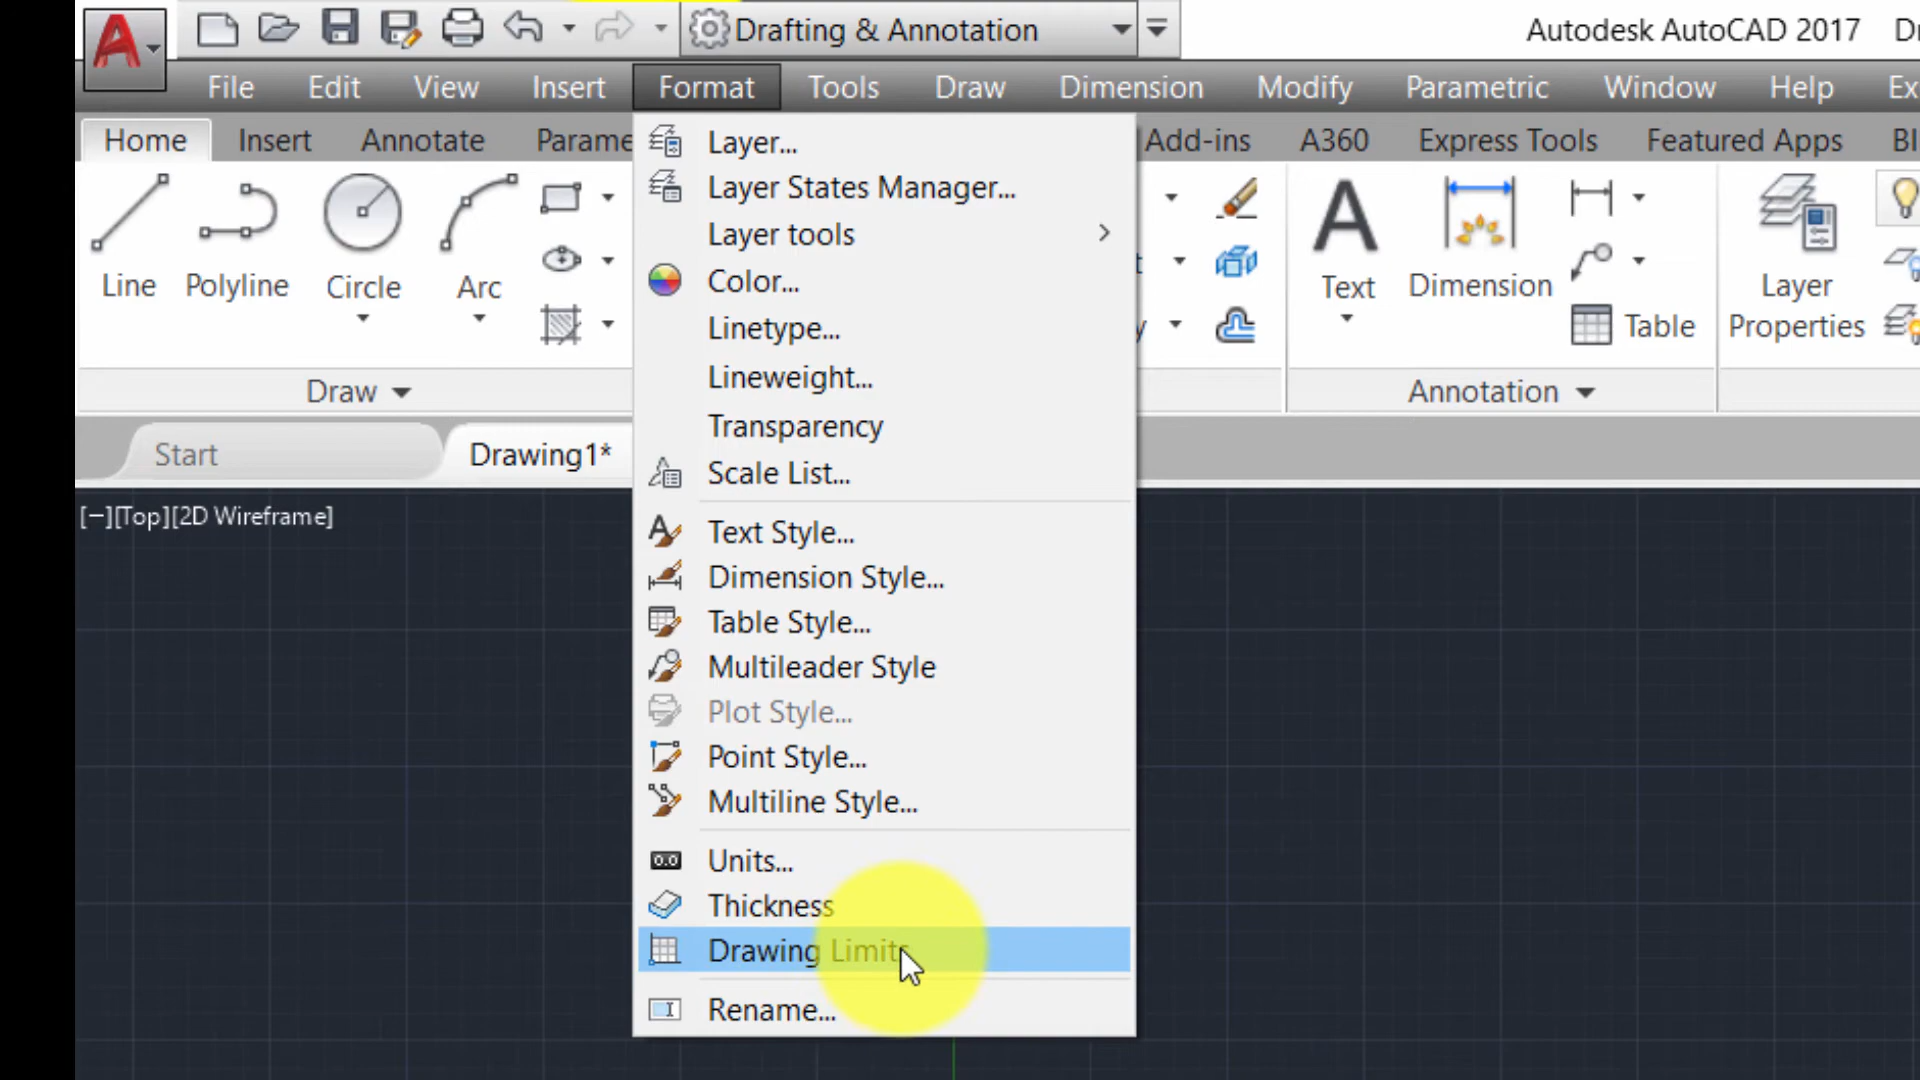 Drafting & Annotation
Autodesk AutoCAD 2017
File Edit View Insert Format Tools Draw Dimension Modify Parametric Window Help
Home Insert Annotate Add-ins A360 Express Tools Featured Apps
Line Polyline Circle Arc
Text Dimension Table
Layer Properties
Draw
Annotation
Start Drawing1*
[−][Top][2D Wireframe]
Layer...
Layer States Manager...
Layer tools
Color...
Linetype...
Lineweight...
Transparency
Scale List...
Text Style...
Dimension Style...
Table Style...
Multileader Style
Plot Style...
Point Style...
Multiline Style...
0.0 Units...
Thickness
Drawing Limits
Rename...